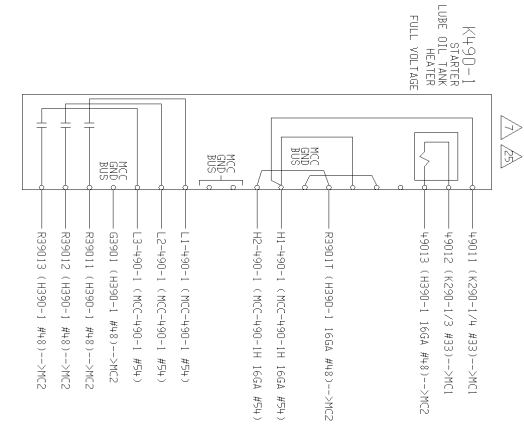 K490-1
STARTER
LUBE OIL TANK
HEATER
FULL VOLTAGE
7
25
49011 (K290-1/4 #33)-->MC1
49012 (K290-1/3 #33)-->MC1
49013 (H390-1 16GA #48)-->MC2
R3901T (H390-1 16GA #48)-->MC2
MCC
GND
BUS
H1-490-1 (MCC-490-1H 16GA #54)
H2-490-1 (MCC-490-1H 16GA #54)
MCC
GND-
BUS
L1-490-1 (MCC-490-1 #54)
L2-490-1 (MCC-490-1 #54)
L3-490-1 (MCC-490-1 #54)
MCC
GND
BUS
G3901 (H390-1 #48)-->MC2
R39011 (H390-1 #48)-->MC2
R39012 (H390-1 #48)-->MC2
R39013 (H390-1 #48)-->MC2